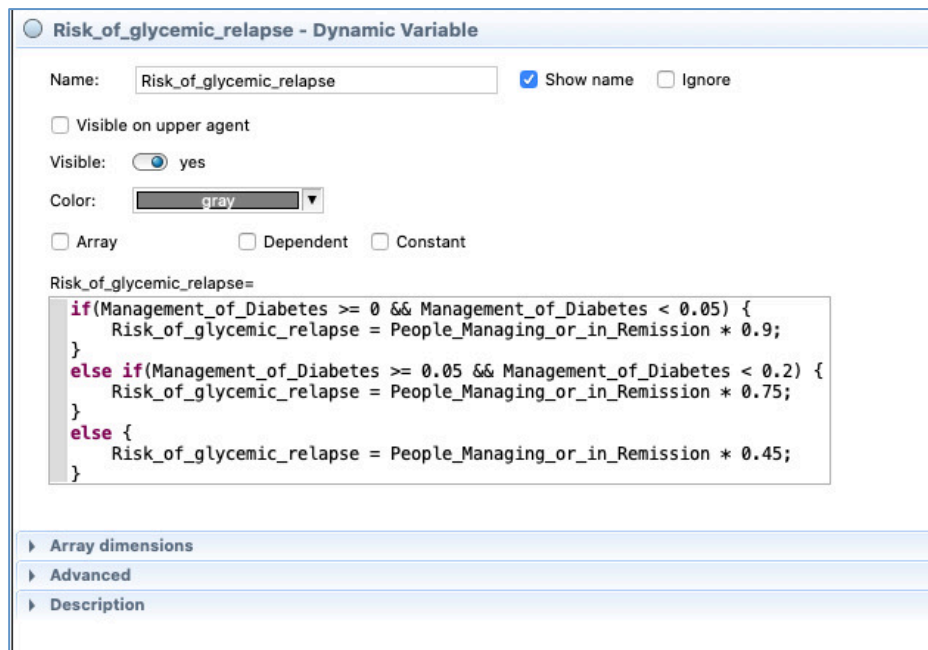 Risk_of_glycemic_relapse - Dynamic Variable
Name: Risk_of_glycemic_relapse Show name Ignore
Visible on upper agent
Visible: yes
Color: gray
Array Dependent Constant
Risk_of_glycemic_relapse=
if(Management_of_Diabetes >= 0 && Management_of_Diabetes < 0.05) {
    Risk_of_glycemic_relapse = People_Managing_or_in_Remission * 0.9;
}
else if(Management_of_Diabetes >= 0.05 && Management_of_Diabetes < 0.2) {
    Risk_of_glycemic_relapse = People_Managing_or_in_Remission * 0.75;
}
else {
    Risk_of_glycemic_relapse = People_Managing_or_in_Remission * 0.45;
}
Array dimensions
Advanced
Description